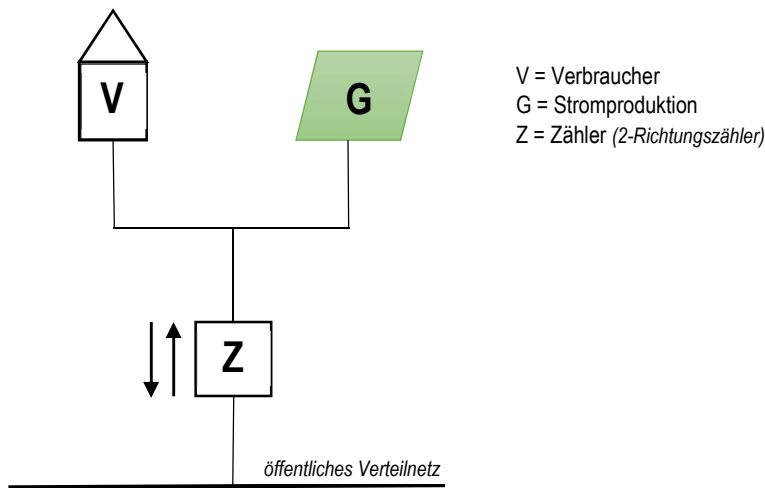 V
G
V = Verbraucher
G = Stromproduktion
Z = Zähler (2-Richtungszähler)
Z
öffentliches Verteilnetz